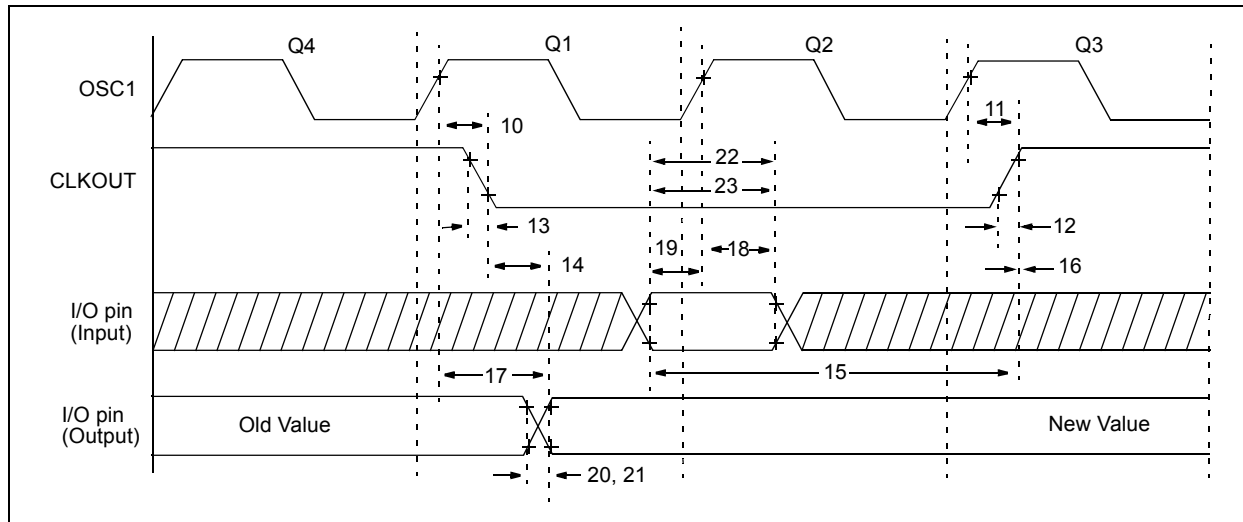 Q4
Q1
Q2
Q3
OSC1
10
11
22
CLKOUT
23
13
12
19
18
14
16
I/O pin
(Input)
17
15
I/O pin
(Output)
Old Value
New Value
20, 21